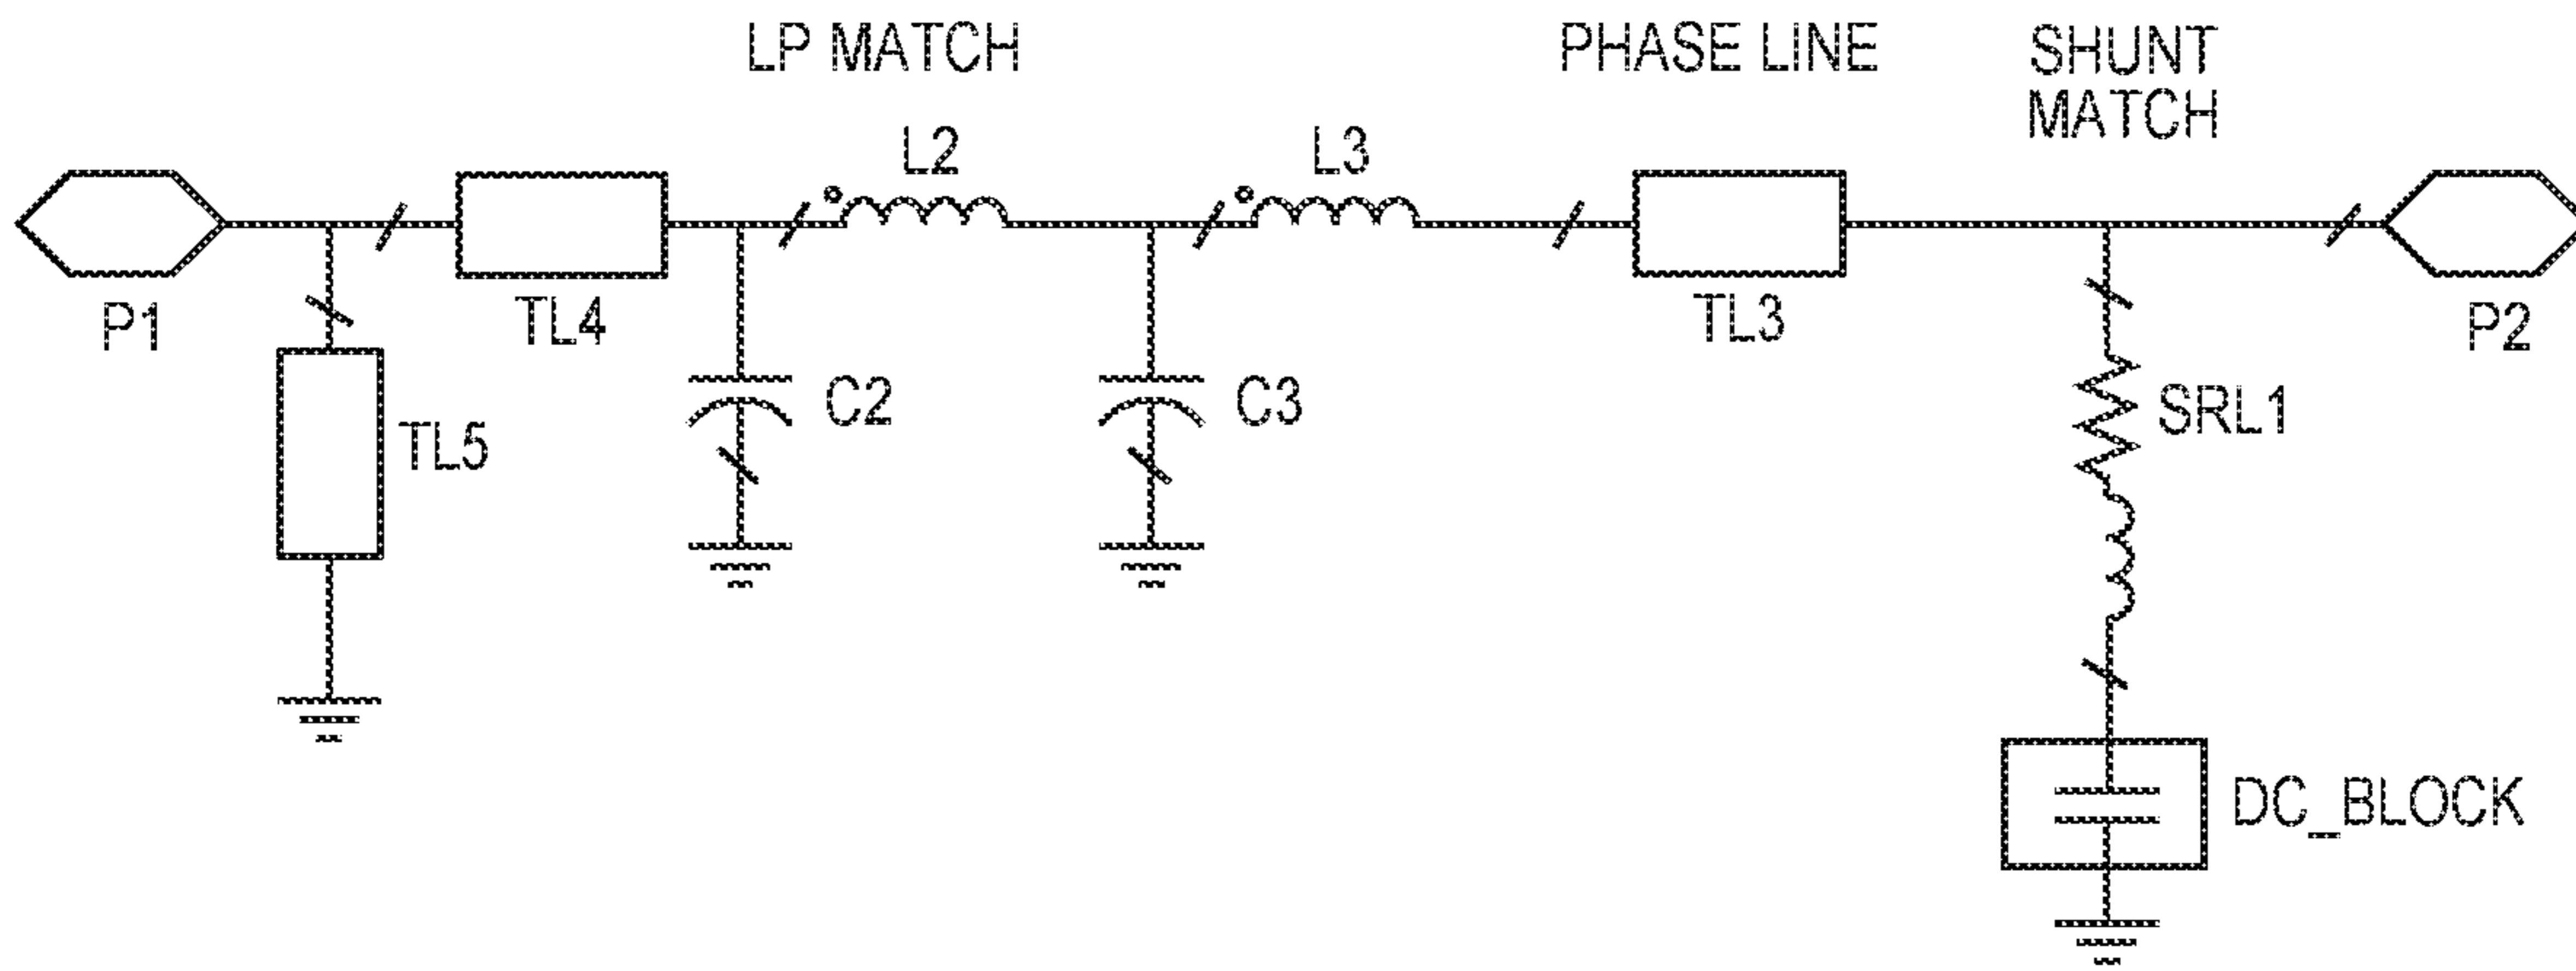 LP MATCH
PHASE LINE
SHUNT
MATCH
L2
L3
P1
TL4
TL3
P2
C2
C3
SRL1
TL5
DC_BLOCK